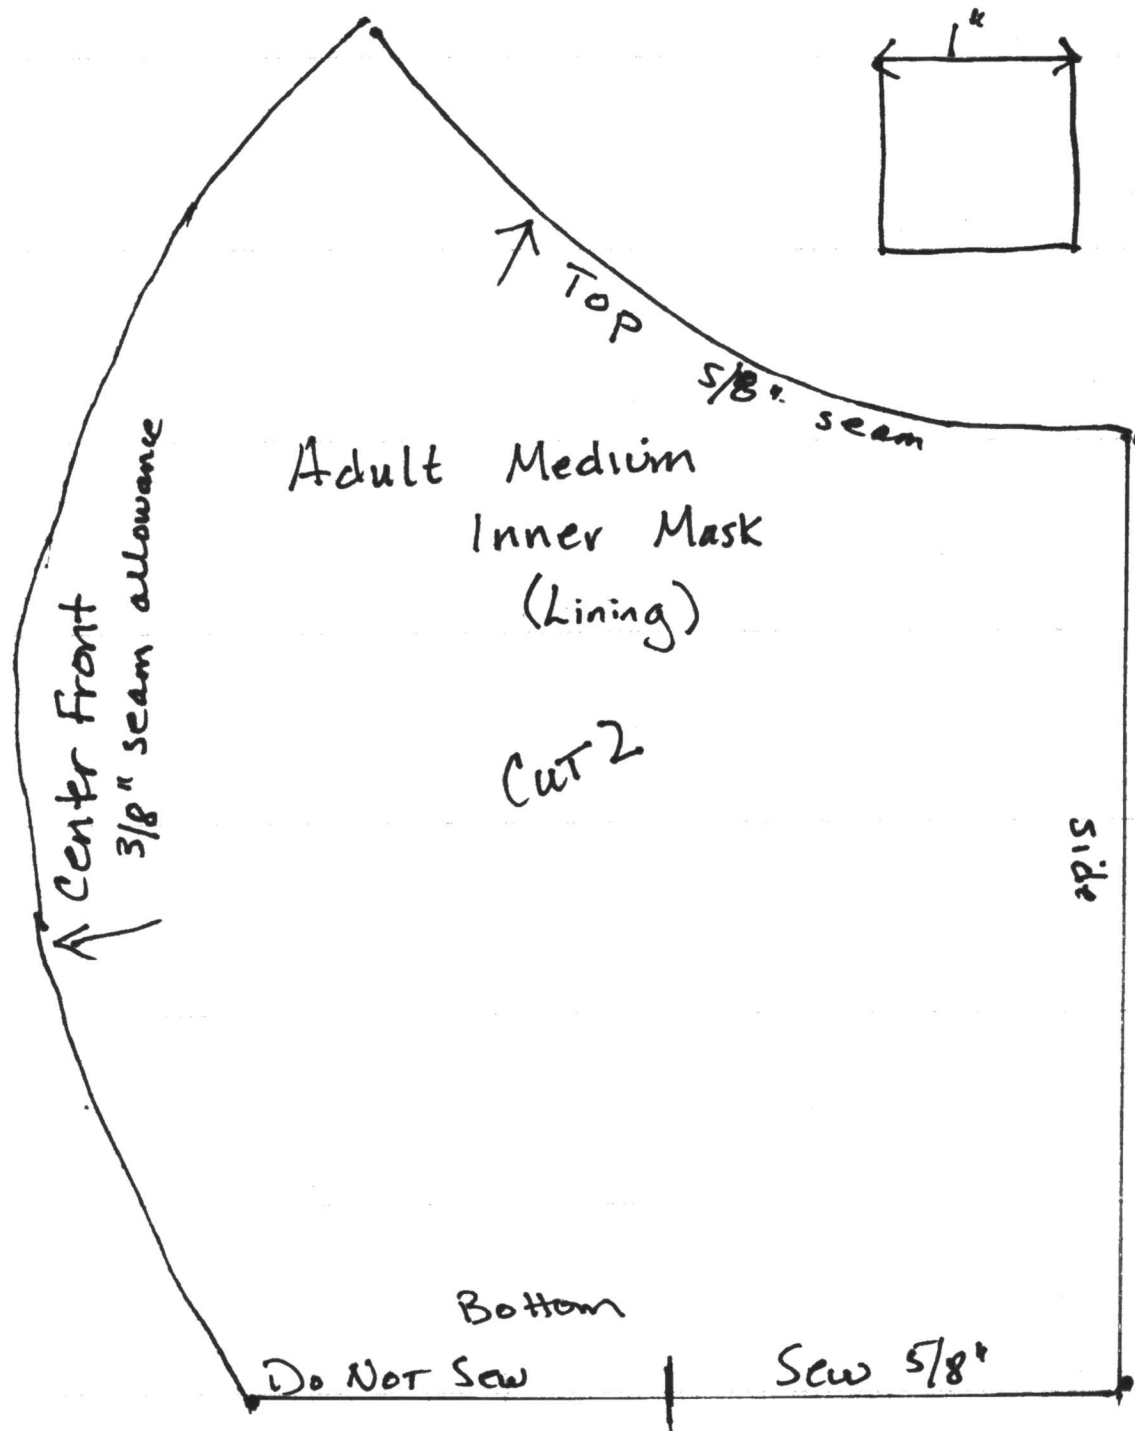 1"
Top
5/8" seam
Adult Medium
Inner Mask
(Lining)
Center Front
3/8" seam allowance
Cut 2
Side
Bottom
Do Not Sew
Sew 5/8"